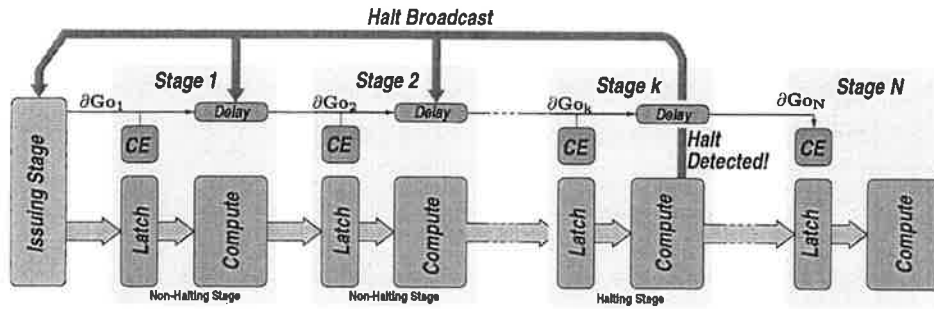 Halt Broadcast
Stage 1
Stage 2
Stage k
Stage N
∂Go₁
Delay
∂Go₂
Delay
∂Goₖ
Delay
∂Go_N
CE
CE
CE
CE
Halt
Detected!
Issuing Stage
Latch
Compute
Latch
Compute
Latch
Compute
Latch
Compute
Non-Halting Stage
Non-Halting Stage
Halting Stage